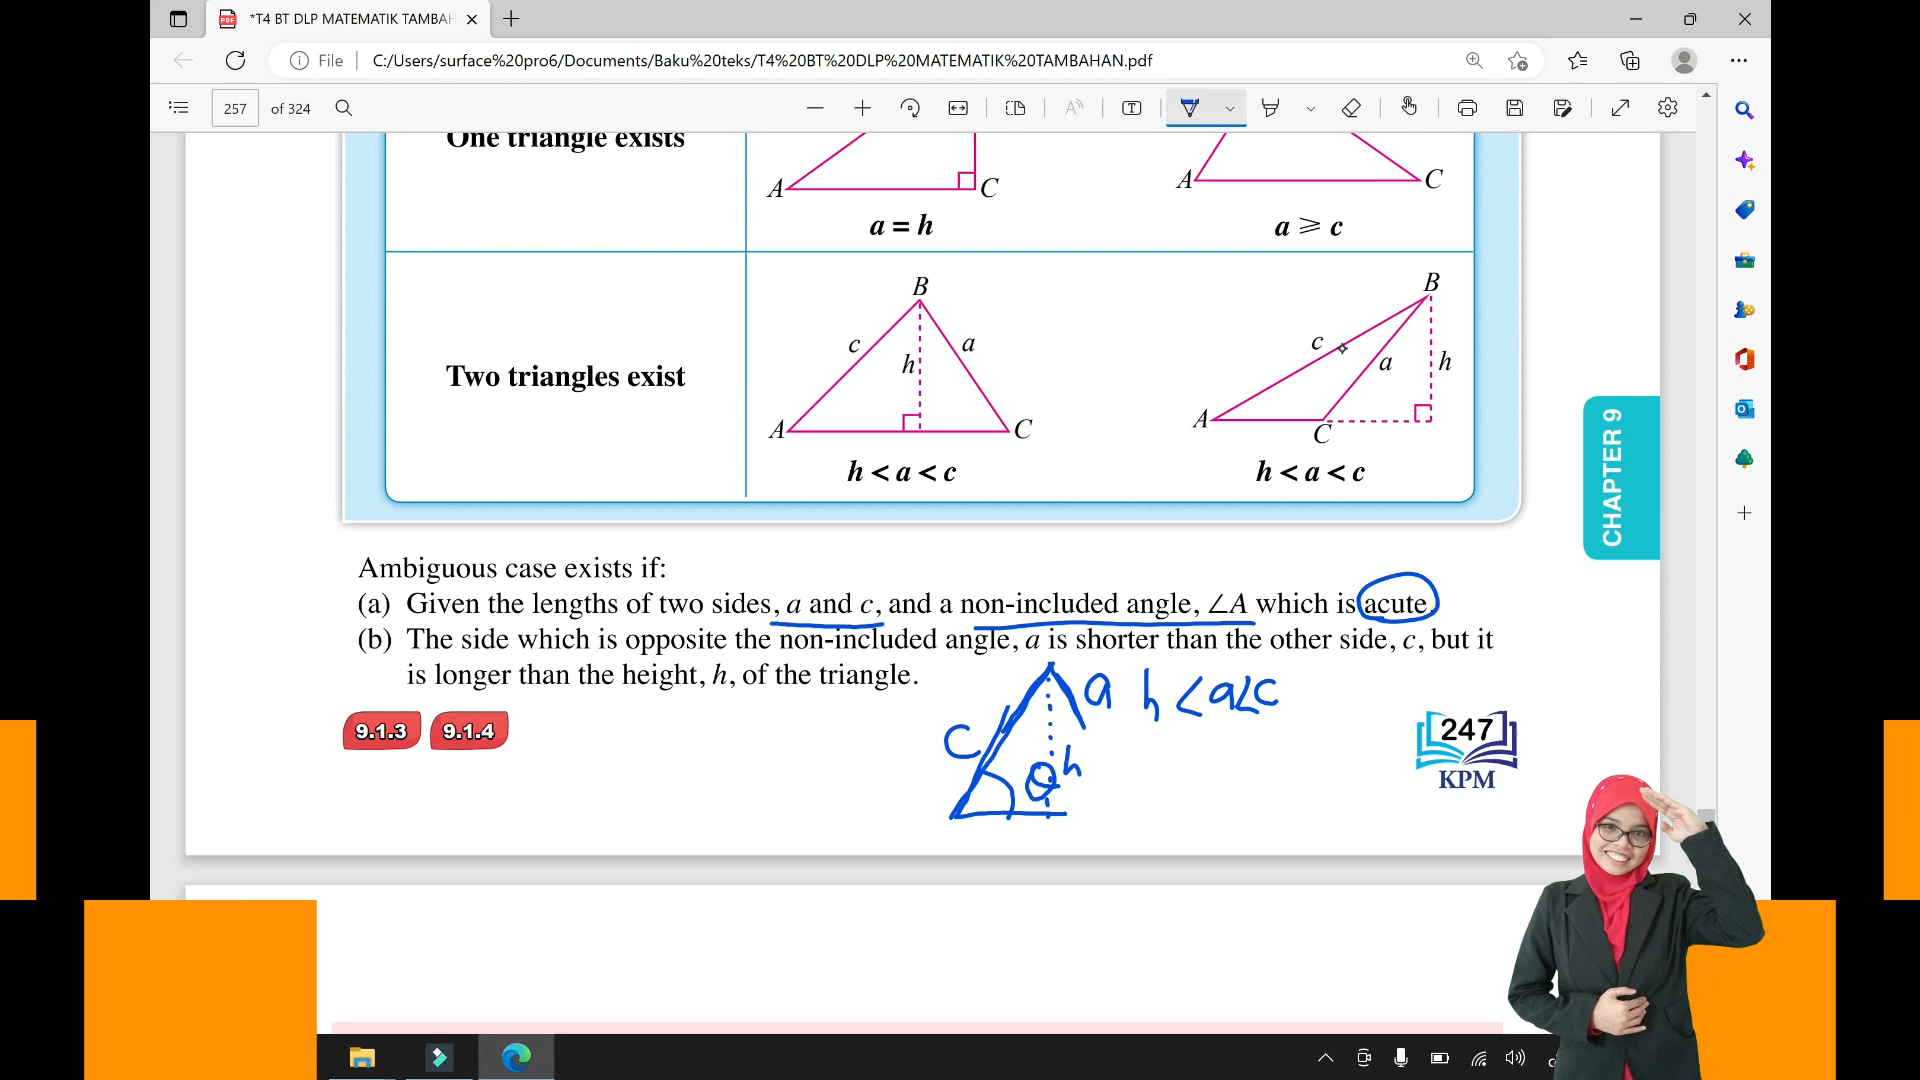 *T4 BT DLP MATEMATIK TAMBAH
File C:/Users/surface%20pro6/Documents/Baku%20teks/T4%20BT%20DLP%20MATEMATIK%20TAMBAHAN.pdf
257 of 324
One triangle exists
A C
a = h
A C
a ⩾ c
Two triangles exist
B
c h a
A C
h < a < c
B
c a h
A C
h < a < c
CHAPTER 9
Ambiguous case exists if:
(a) Given the lengths of two sides, a and c, and a non-included angle, ∠A which is acute.
(b) The side which is opposite the non-included angle, a is shorter than the other side, c, but it
is longer than the height, h, of the triangle.
a h < a < c
c θ h
9.1.3 9.1.4
247
KPM